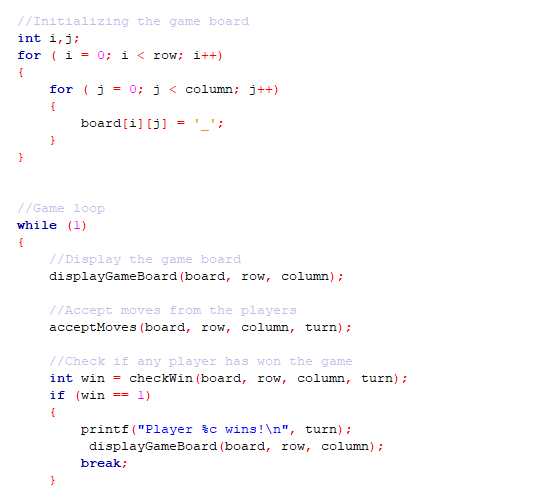 //Initializing the game board
int i,j;
for ( i = 0; i < row; i++)
{
    for ( j = 0; j < column; j++)
    {
        board[i][j] = '_';
    }
}

//Game loop
while (1)
{
    //Display the game board
    displayGameBoard(board, row, column);

    //Accept moves from the players
    acceptMoves(board, row, column, turn);

    //Check if any player has won the game
    int win = checkWin(board, row, column, turn);
    if (win == 1)
    {
        printf("Player %c wins!\n", turn);
         displayGameBoard(board, row, column);
        break;
    }